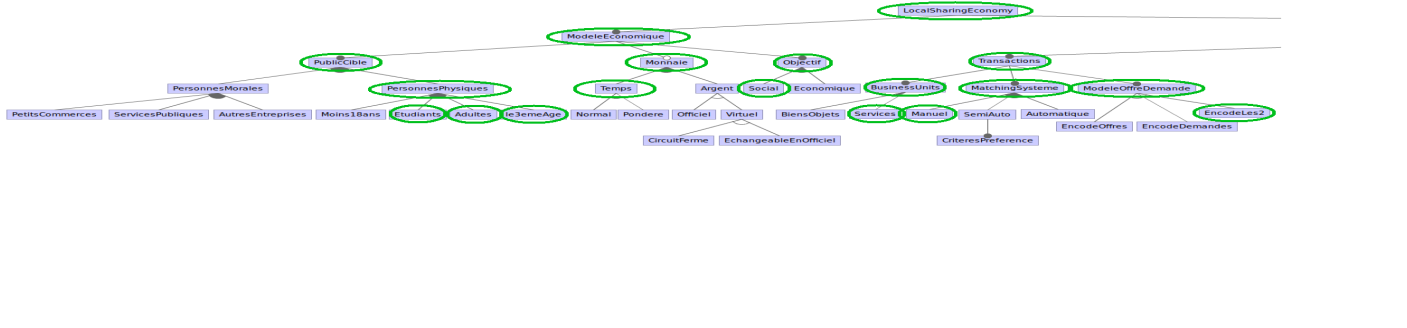 LocalSharingEconomy
ModeleEconomique
PublicCible Monnaie Objectif Transactions
PersonnesMorales PersonnesPhysiques Temps Argent Social Economique BusinessUnits MatchingSysteme ModeleOffreDemande
PetitsCommerces ServicesPubliques AutresEntreprises Moins18ans Etudiants Adultes le3emeAge Normal Pondere Officiel Virtuel BiensObjets Services Manuel SemiAuto Automatique EncodeLes2
EncodeOffres EncodeDemandes
CircuitFerme EchangeableEnOfficiel CriteresPreference